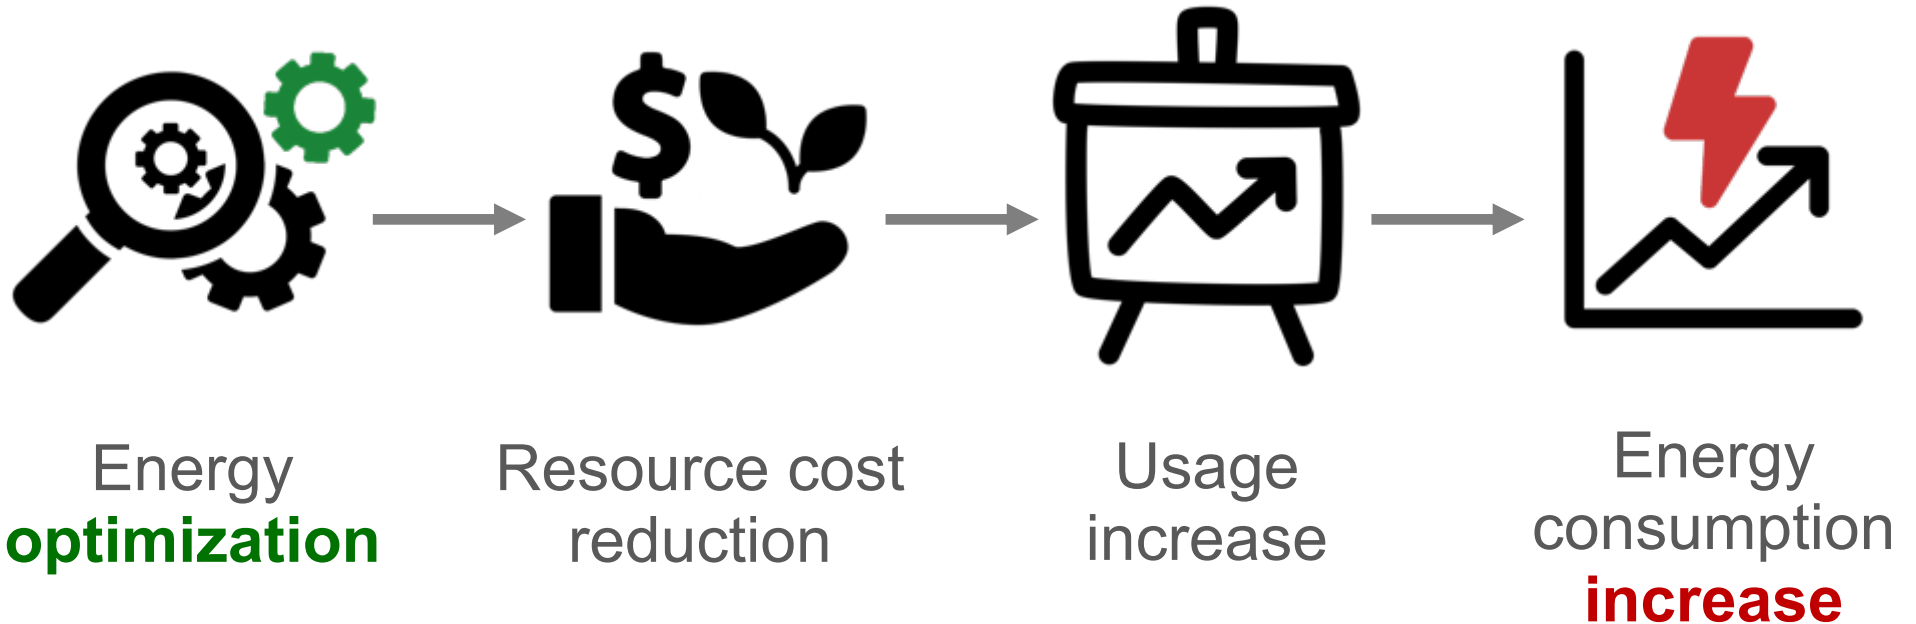 Energy
optimization
Resource cost
reduction
Usage
increase
Energy
consumption
increase